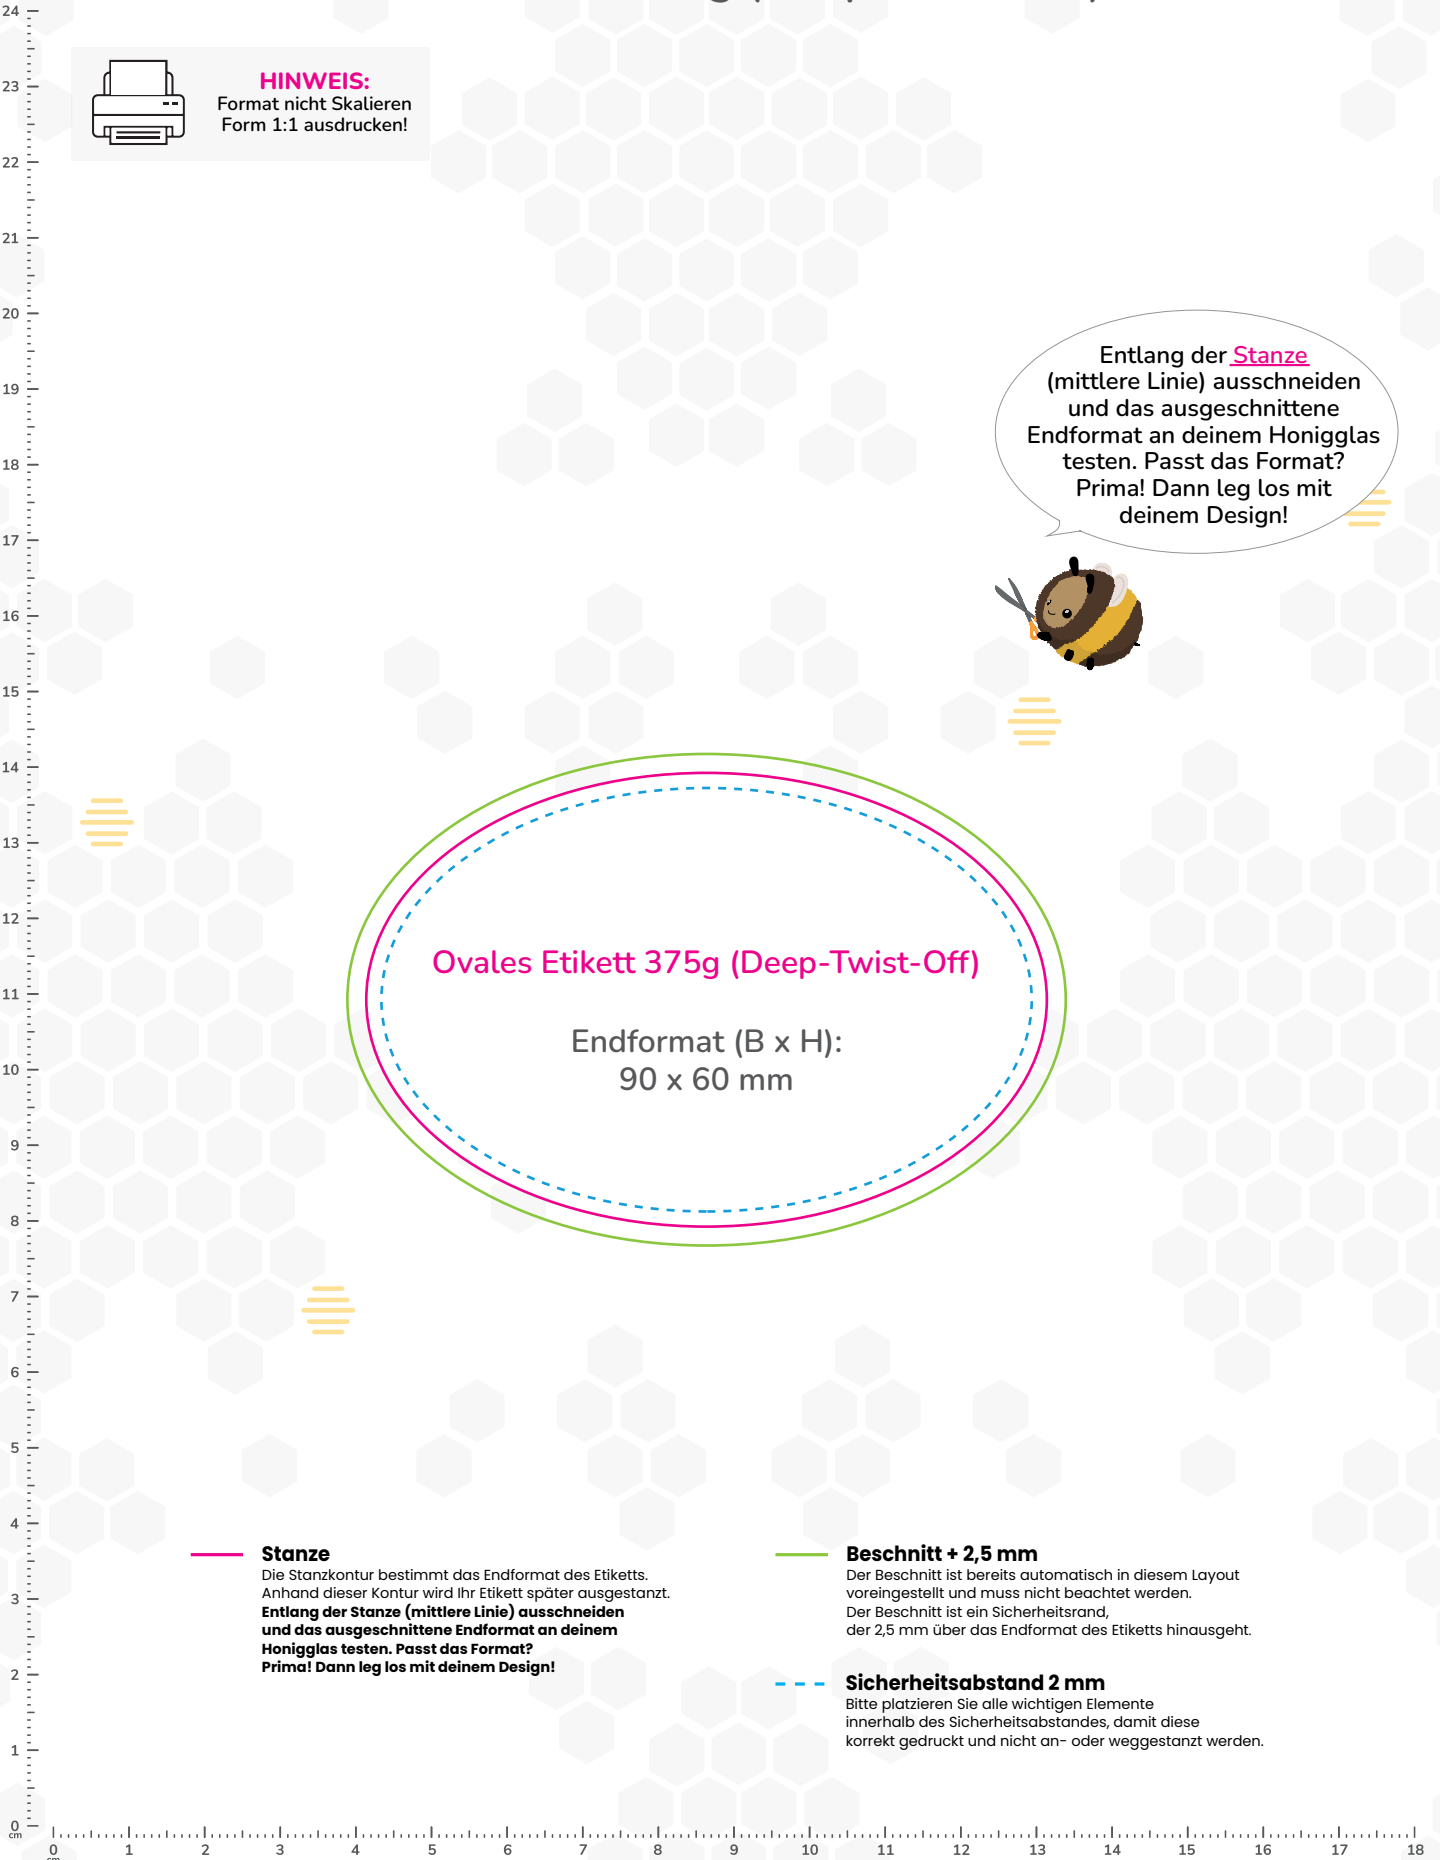 HINWEIS:
Format nicht Skalieren
Form 1:1 ausdrucken!
Entlang der Stanze
(mittlere Linie) ausschneiden
und das ausgeschnittene
Endformat an deinem Honigglas
testen. Passt das Format?
Prima! Dann leg los mit
deinem Design!
Ovales Etikett 375g (Deep-Twist-Off)
Endformat (B x H):
90 x 60 mm
Stanze
Die Stanzkontur bestimmt das Endformat des Etiketts.
Anhand dieser Kontur wird Ihr Etikett später ausgestanzt.
Entlang der Stanze (mittlere Linie) ausschneiden
und das ausgeschnittene Endformat an deinem
Honigglas testen. Passt das Format?
Prima! Dann leg los mit deinem Design!
Beschnitt + 2,5 mm
Der Beschnitt ist bereits automatisch in diesem Layout
voreingestellt und muss nicht beachtet werden.
Der Beschnitt ist ein Sicherheitsrand,
der 2,5 mm über das Endformat des Etiketts hinausgeht.
Sicherheitsabstand 2 mm
Bitte platzieren Sie alle wichtigen Elemente
innerhalb des Sicherheitsabstandes, damit diese
korrekt gedruckt und nicht an- oder weggestanzt werden.
24
23
22
21
20
19
18
17
16
15
14
13
12
11
10
9
8
7
6
5
4
3
2
1
0
cm
0 1 2 3 4 5 6 7 8 9 10 11 12 13 14 15 16 17 18
cm